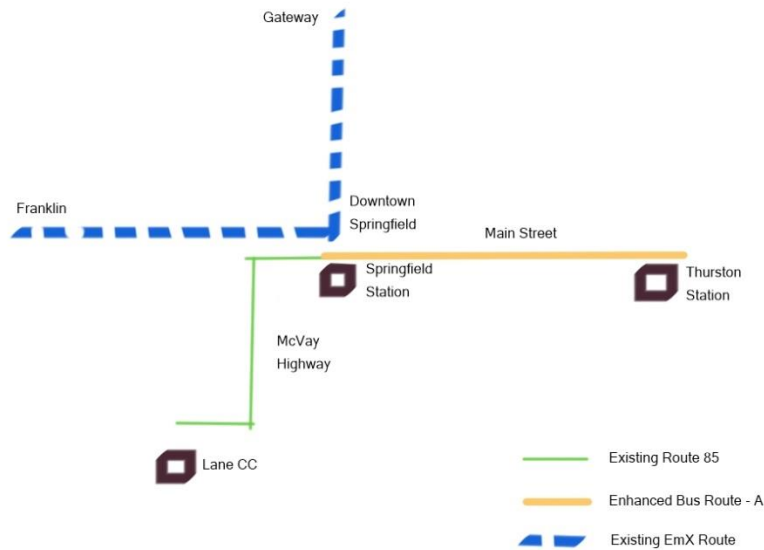 Gateway
Franklin
Downtown
Springfield
Main Street
Springfield
Station
Thurston
Station
McVay
Highway
Lane CC
Existing Route 85
Enhanced Bus Route - A
Existing EmX Route